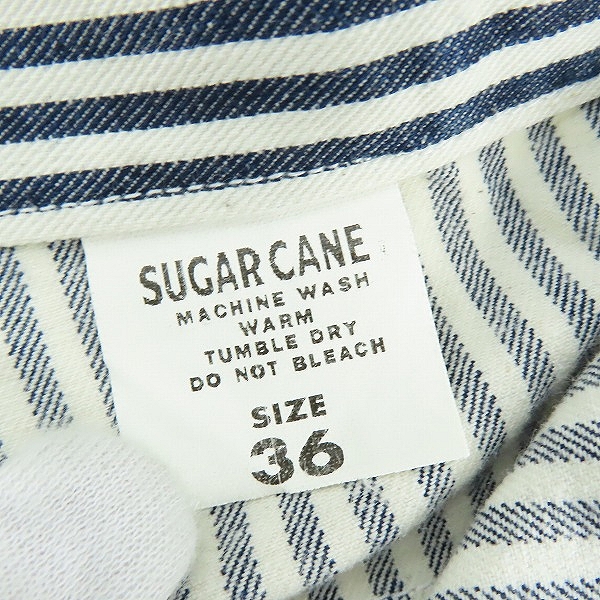 SUGAR CANE
MACHINE WASH
WARM
TUMBLE DRY
DO NOT BLEACH
SIZE
36